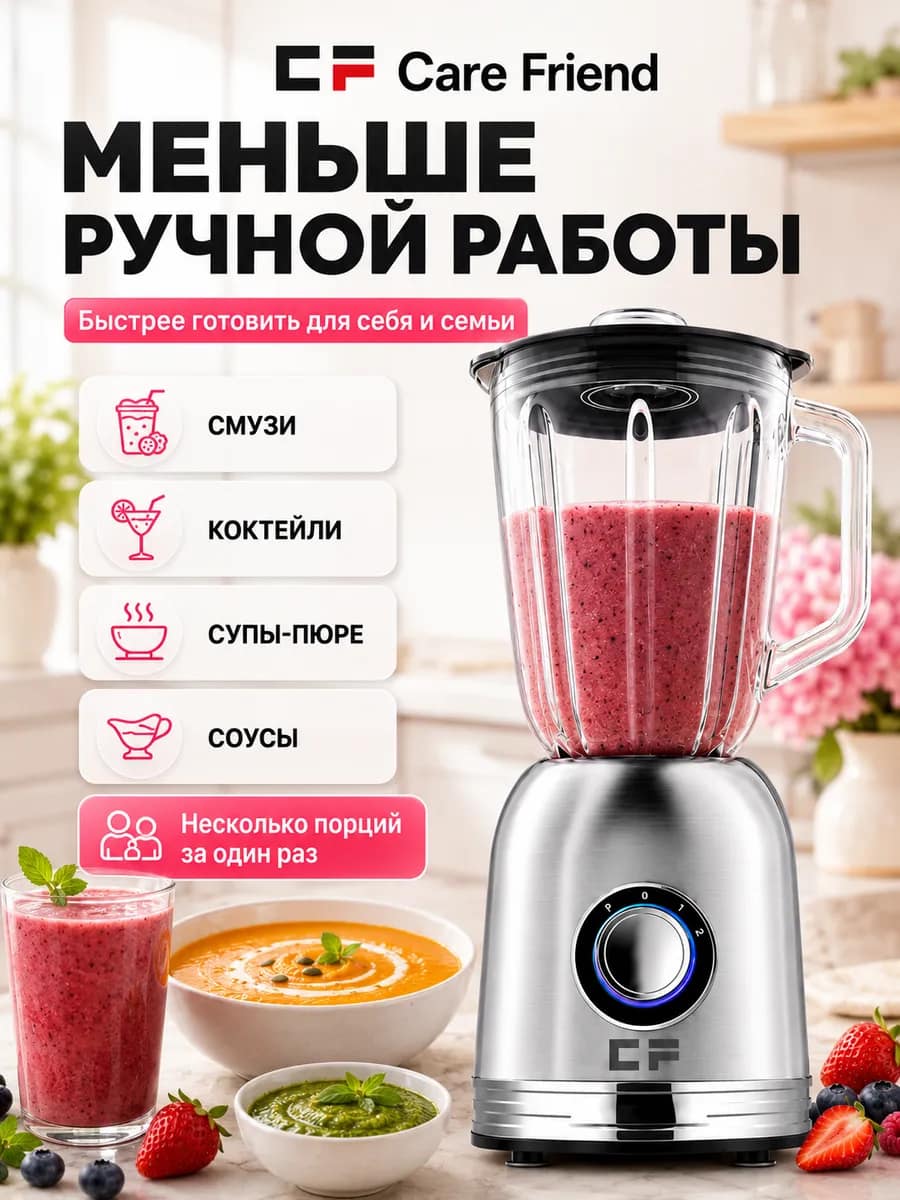 CF Care Friend
МЕНЬШЕ
РУЧНОЙ РАБОТЫ
Быстрее готовить для себя и семьи
СМУЗИ
КОКТЕЙЛИ
СУПЫ-ПЮРЕ
СОУСЫ
Несколько порций
за один раз
P 0 1 2
CF